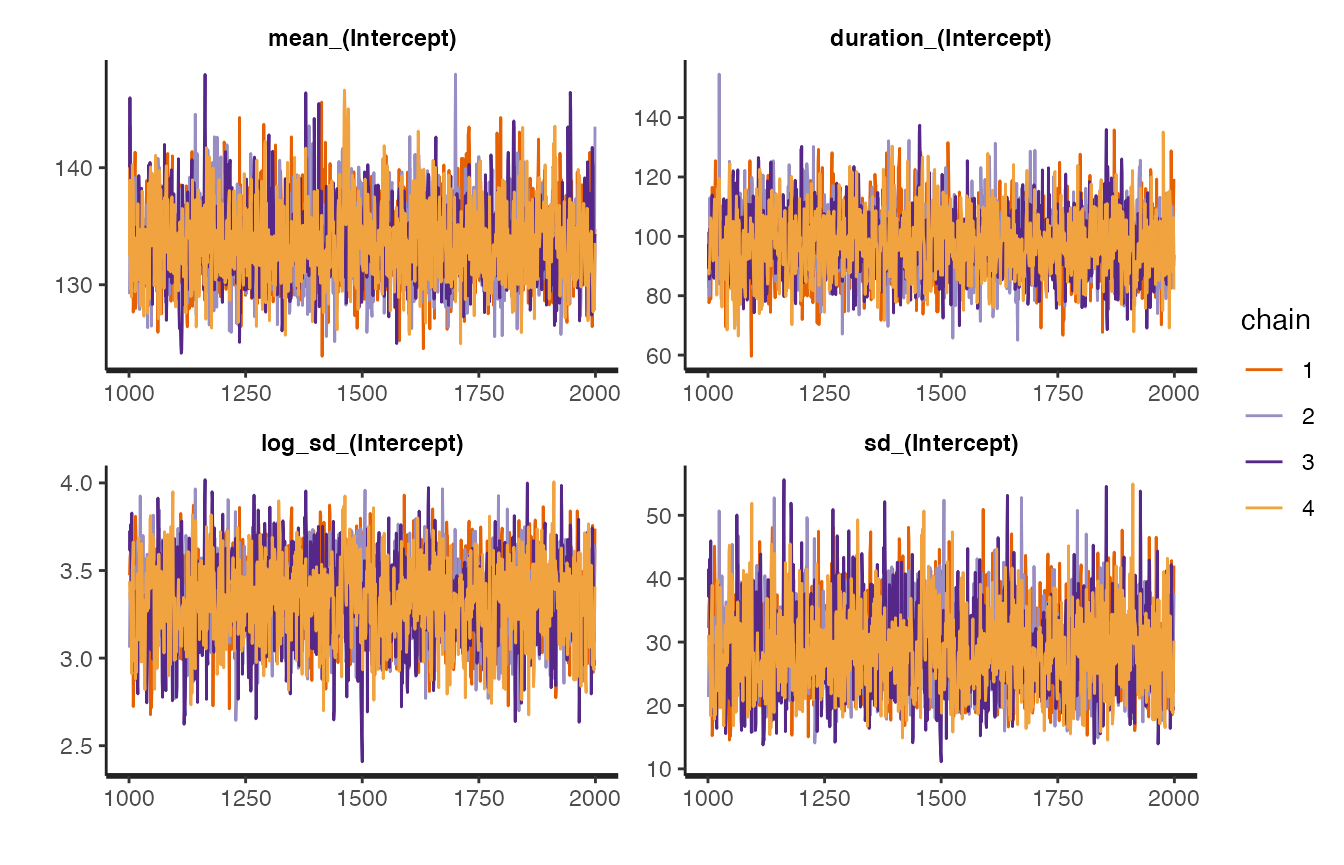 mean_(Intercept)
140
130
1000 1250 1500 1750 2000
duration_(Intercept)
140
120
100
80
60
1000 1250 1500 1750 2000
log_sd_(Intercept)
4.0
3.5
3.0
2.5
1000 1250 1500 1750 2000
sd_(Intercept)
50
40
30
20
10
1000 1250 1500 1750 2000
chain
1
2
3
4